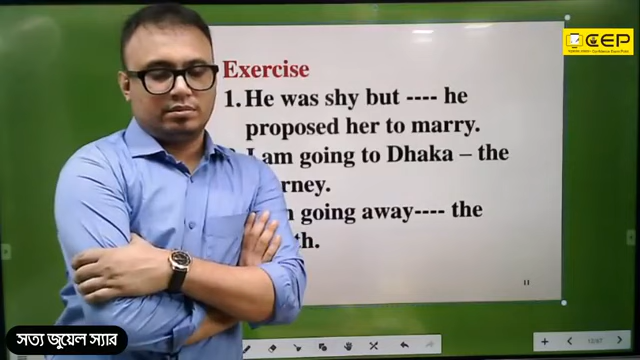 CEP
Exercise
1. He was shy but ---- he
proposed her to marry.
I am going to Dhaka – the
rney.
going away---- the
th.
11
সত্য জুয়েল স্যার